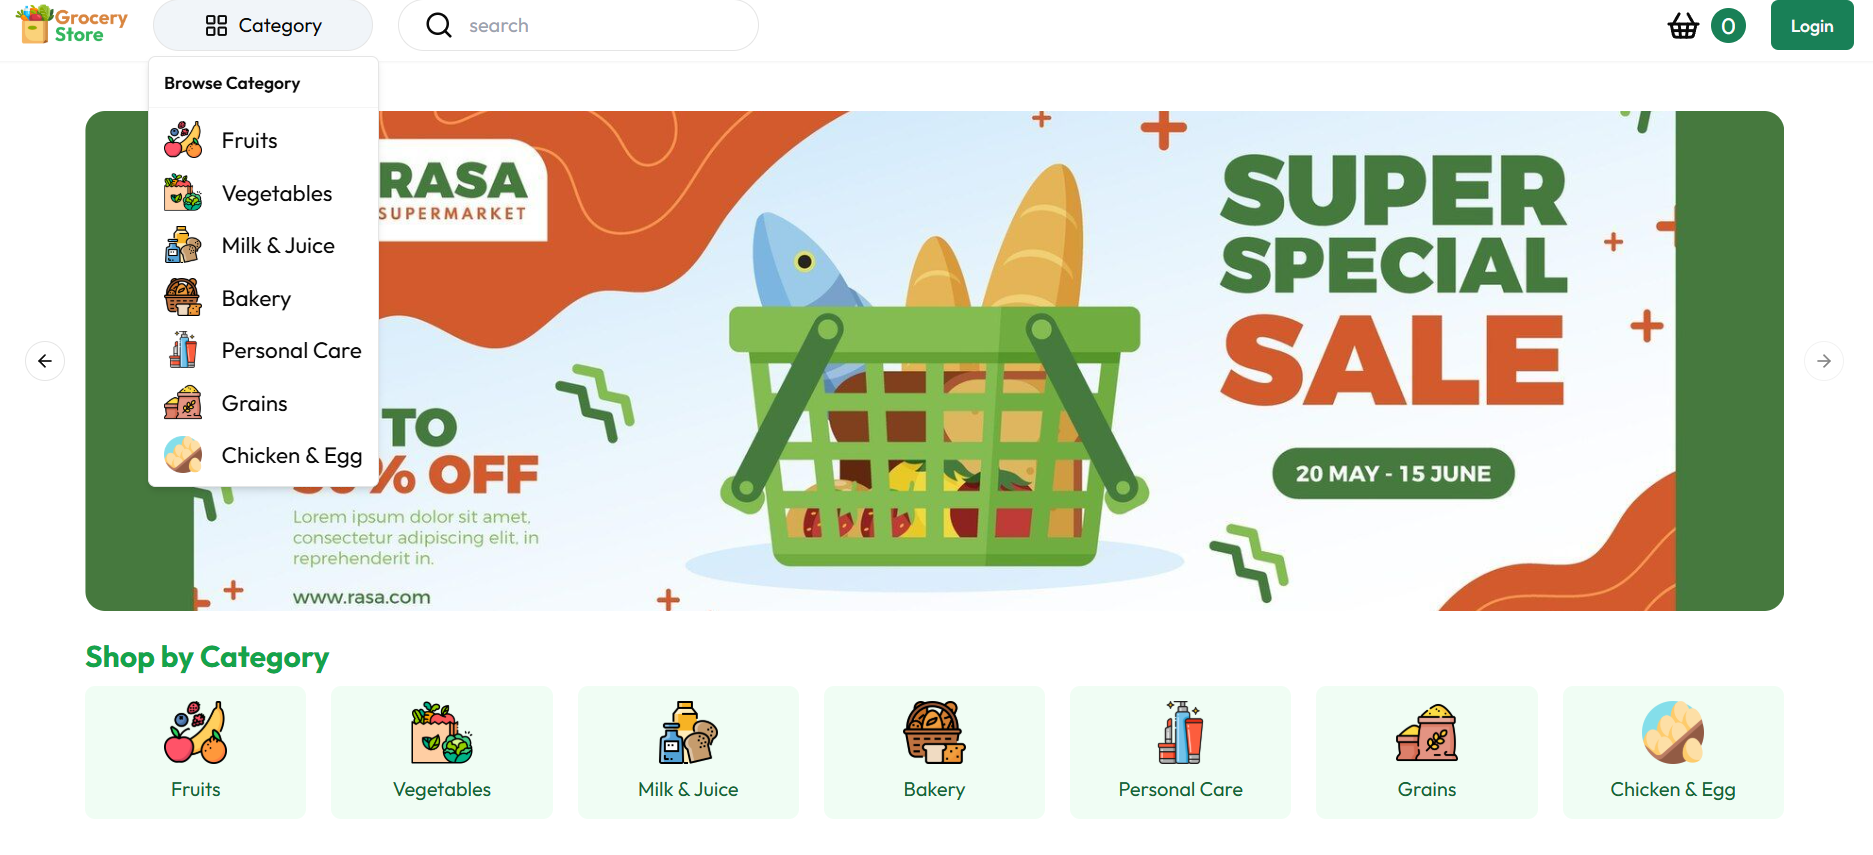 Grocery
Store
Category
search
0
Login
Browse Category
Fruits
Vegetables
Milk & Juice
Bakery
Personal Care
Grains
Chicken & Egg
RASA
SUPERMARKET
TO
% OFF
Lorem ipsum dolor sit amet,
consectetur adipiscing elit, in
reprehenderit in.
www.rasa.com
SUPER
SPECIAL
SALE
20 MAY - 15 JUNE
Shop by Category
Fruits
Vegetables
Milk & Juice
Bakery
Personal Care
Grains
Chicken & Egg